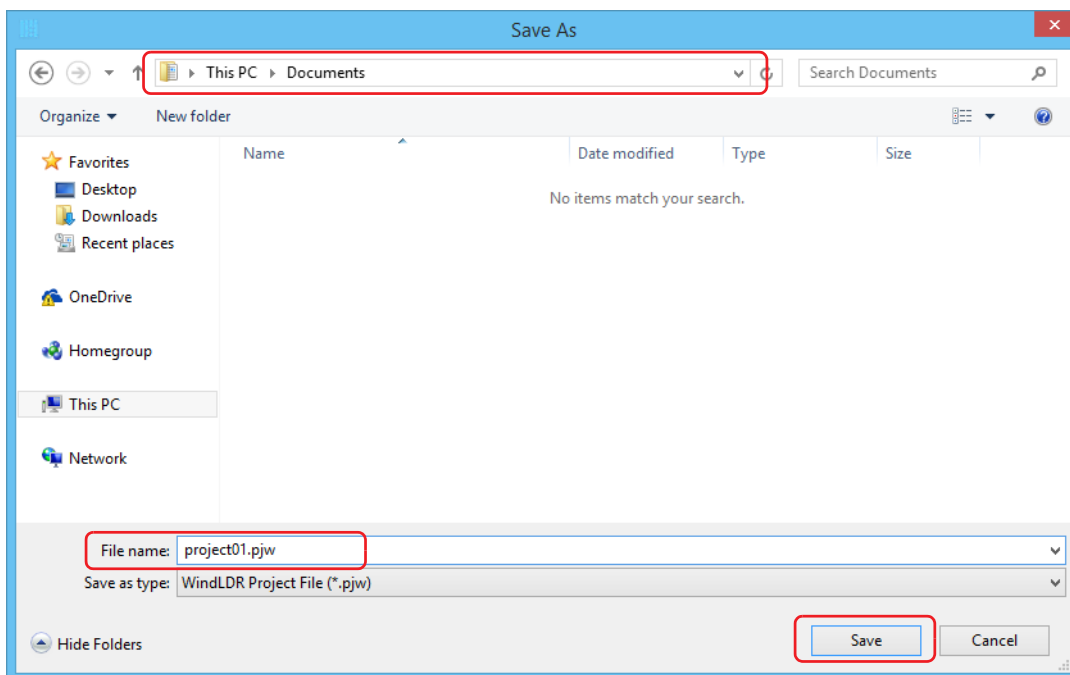 Save As
This PC Documents
Search Documents
Organize New folder
Name Date modified Type Size
No items match your search.
Favorites
Desktop
Downloads
Recent places
OneDrive
Homegroup
This PC
Network
File name: project01.pjw
Save as type: WindLDR Project File (*.pjw)
Hide Folders
Save Cancel